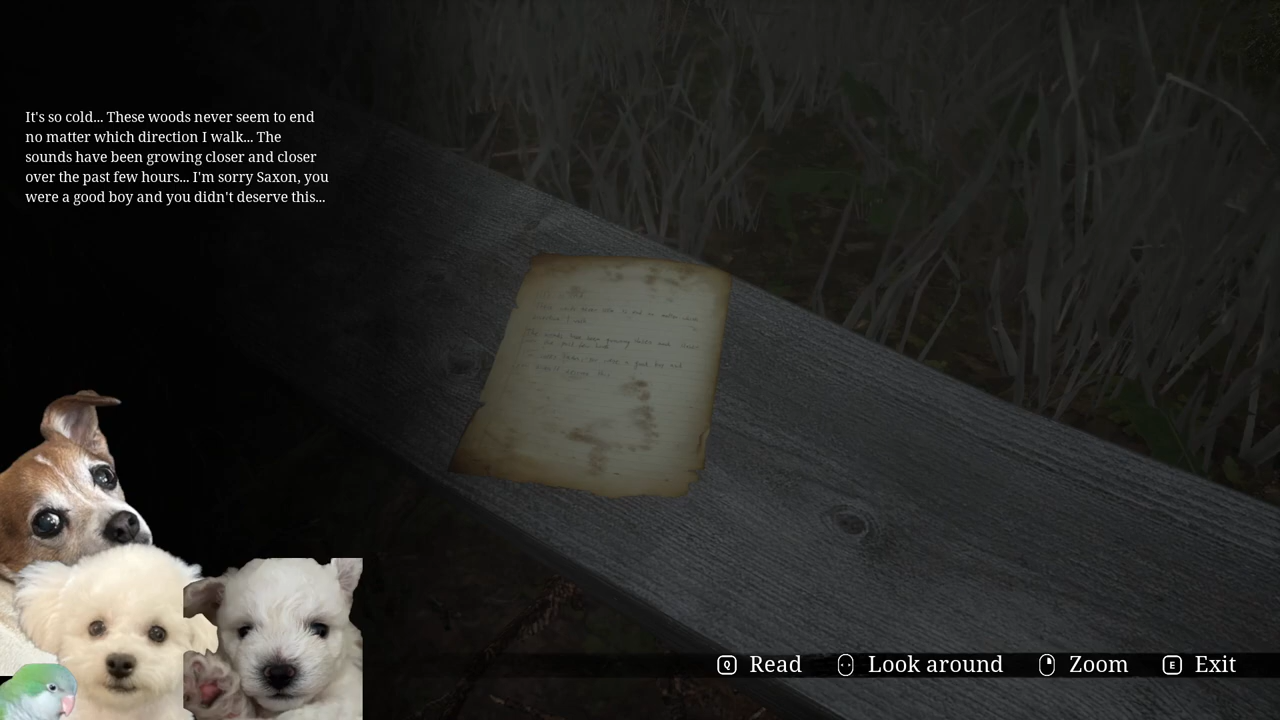 It's so cold... These woods never seem to end
no matter which direction I walk... The
sounds have been growing closer and closer
over the past few hours... I'm sorry Saxon, you
were a good boy and you didn't deserve this...
Q Read
Look around
Zoom
E Exit